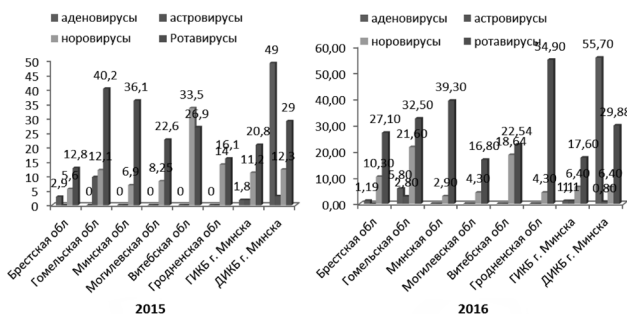 аденовирусы астровирусы
норовирусы Ротавирусы
50
45
40
35
30
25
20
15
10
5
0
2,9 5,6 12,8
40,2 12,1
0 6,9 36,1
0 8,25 22,6
0 33,5 26,9
0 14 16,1
1,8 11,2 20,8
49 12,3 29
Брестская обл
Гомельская обл
Минская обл
Могилевская обл
Витебская обл
Гродненская обл
ГИКБ г. Минска
ДИКБ г. Минска
2015
аденовирусы астровирусы
норовирусы ротавирусы
60,00
50,00
40,00
30,00
20,00
10,00
0,00
1,19 10,30 27,10
5,80 2,80 21,60 32,50
2,90 39,30
4,30 16,80
18,64 22,54
4,30 54,90
1,11 6,40 17,60
55,70 0,80 6,40 29,88
Брестская обл
Гомельская обл
Минская обл
Могилевская обл
Витебская обл
Гродненская обл
ГИКБ г. Минска
ДИКБ г. Минска
2016